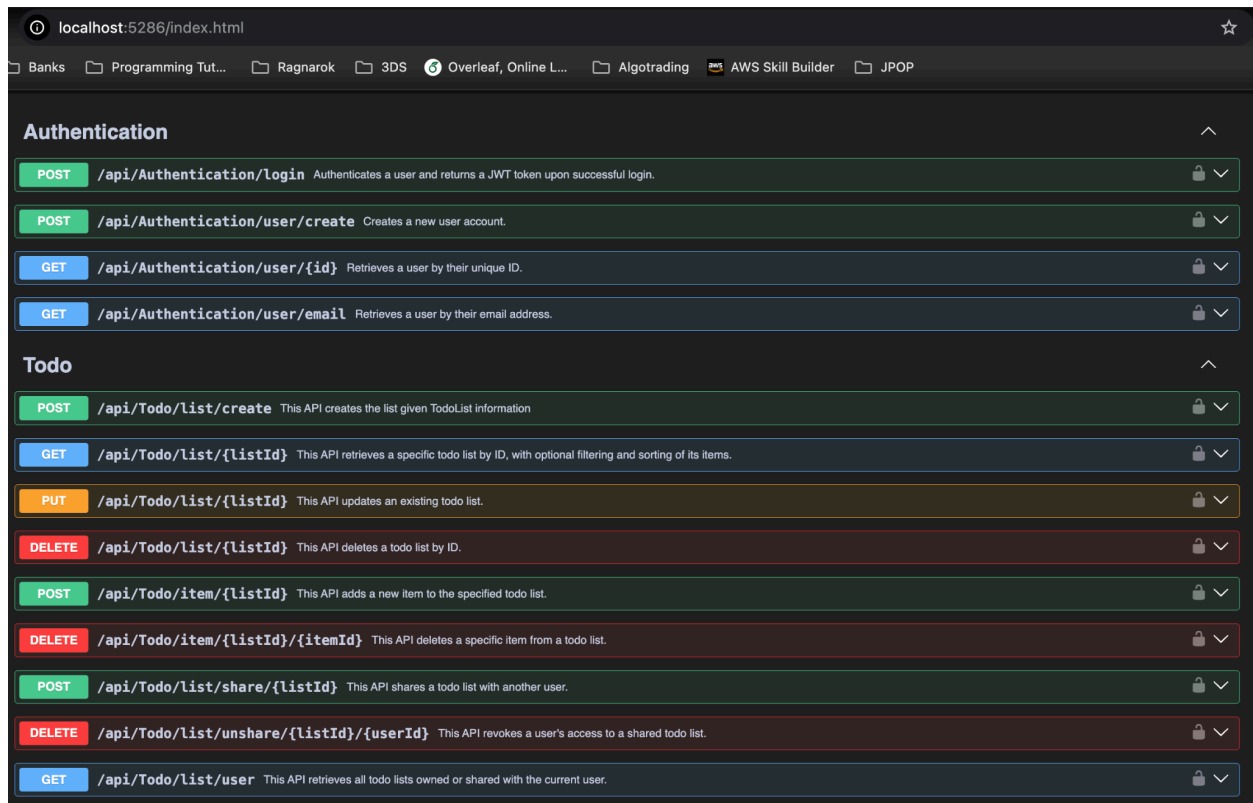 localhost:5286/index.html
Banks Programming Tut... Ragnarok 3DS Overleaf, Online L... Algotrading aws AWS Skill Builder JPOP
Authentication
POST /api/Authentication/login Authenticates a user and returns a JWT token upon successful login.
POST /api/Authentication/user/create Creates a new user account.
GET /api/Authentication/user/{id} Retrieves a user by their unique ID.
GET /api/Authentication/user/email Retrieves a user by their email address.
Todo
POST /api/Todo/list/create This API creates the list given TodoList information
GET /api/Todo/list/{listId} This API retrieves a specific todo list by ID, with optional filtering and sorting of its items.
PUT /api/Todo/list/{listId} This API updates an existing todo list.
DELETE /api/Todo/list/{listId} This API deletes a todo list by ID.
POST /api/Todo/item/{listId} This API adds a new item to the specified todo list.
DELETE /api/Todo/item/{listId}/{itemId} This API deletes a specific item from a todo list.
POST /api/Todo/list/share/{listId} This API shares a todo list with another user.
DELETE /api/Todo/list/unshare/{listId}/{userId} This API revokes a user's access to a shared todo list.
GET /api/Todo/list/user This API retrieves all todo lists owned or shared with the current user.